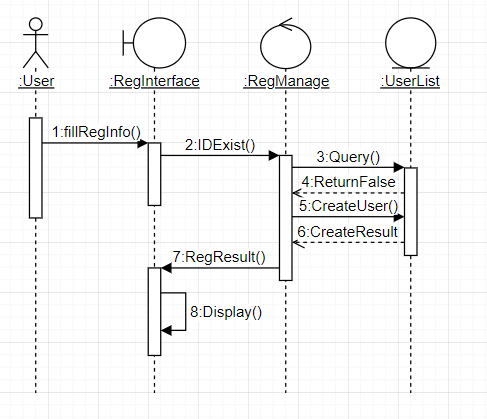 :User
:RegInterface
:RegManage
:UserList
1:fillRegInfo()
2:IDExist()
3:Query()
4:ReturnFalse
5:CreateUser()
6:CreateResult
7:RegResult()
8:Display()